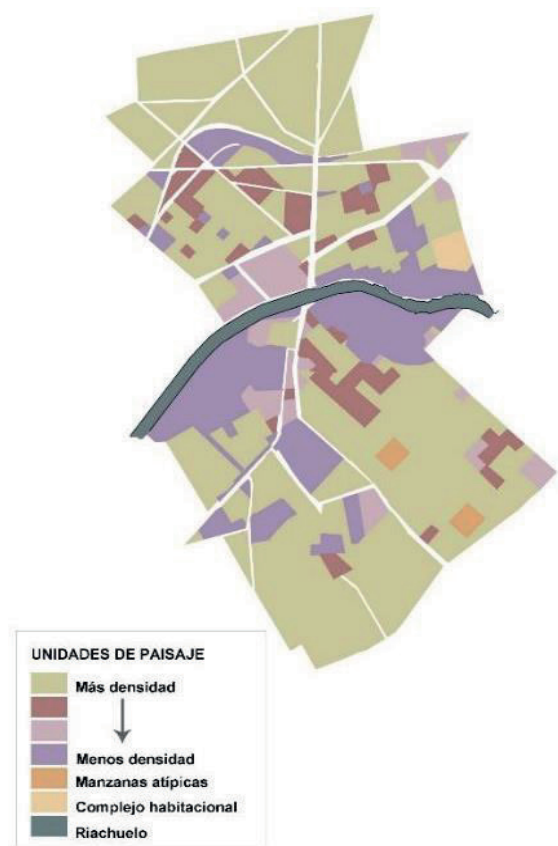 UNIDADES DE PAISAJE
Más densidad
Menos densidad
Manzanas atípicas
Complejo habitacional
Riachuelo